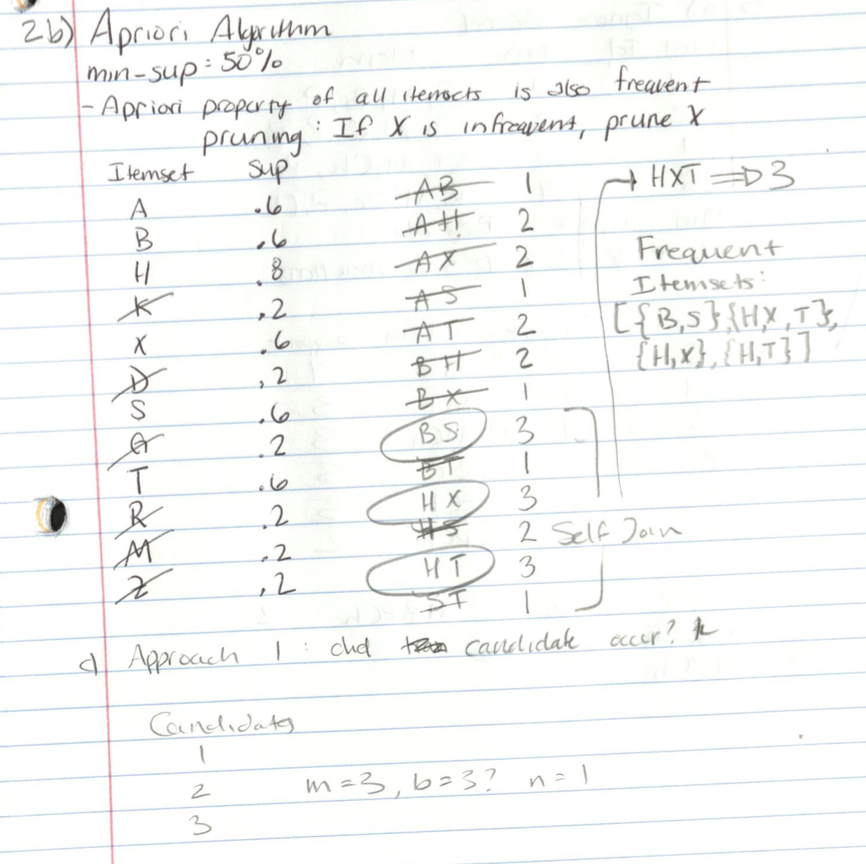 2b) Apriori Algorithm
min-sup: 50%
- Apriori property of all itemsets is also frequent
pruning: If X is infrequent, prune X
Itemset Sup
A .6
B .6
H .8
K .2
X .6
D .2
S .6
G .2
T .6
R .2
M .2
Z .2
AB 1
AH 2
AX 2
AS 1
AT 2
BH 2
BX 1
BS 3
BT 1
HX 3
HS 2 Self Join
HT 3
ST 1
→ HXT ⇒ 3
Frequent
Itemsets:
[{B,S}{H,X,T},
{H,X},{H,T}]
c) Approach 1: candidate occur?
Candidates
1
2 m=3, b=3? n=1
3